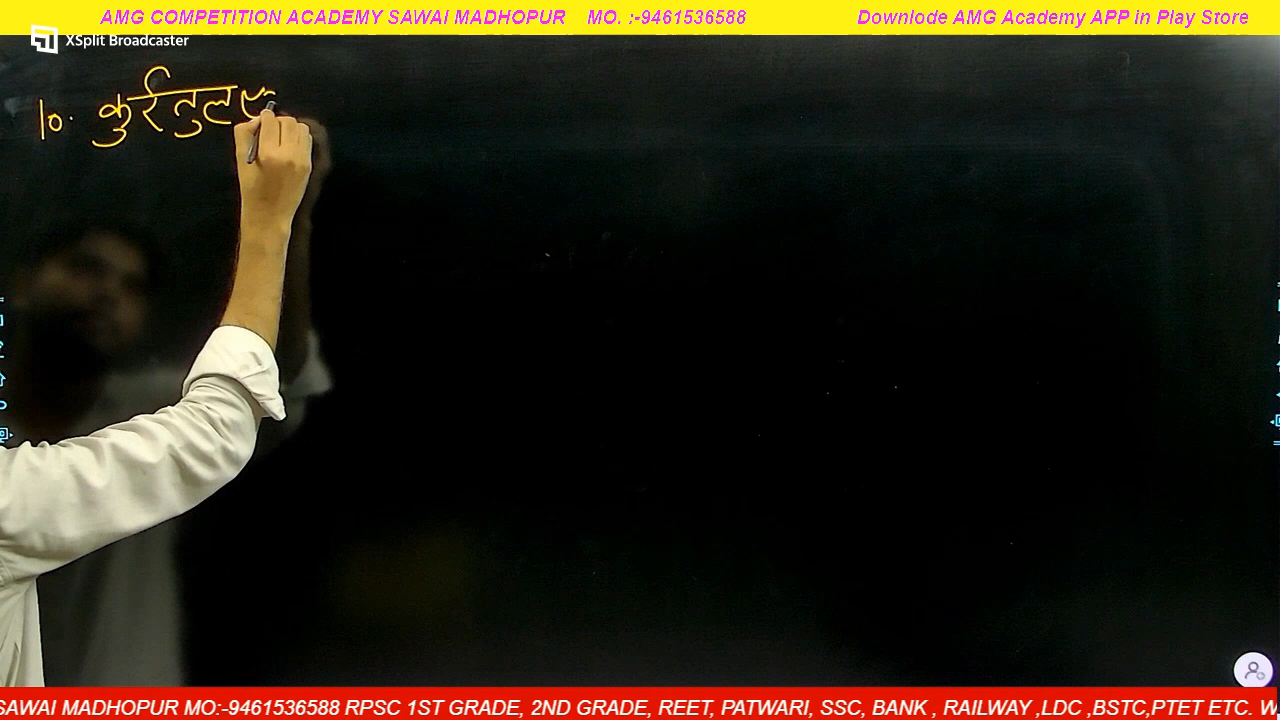 AMG COMPETITION ACADEMY SAWAI MADHOPUR MO. :-9461536588 Downlode AMG Academy APP in Play Store
XSplit Broadcaster
10. कुर्रतुल
SAWAI MADHOPUR MO:-9461536588 RPSC 1ST GRADE, 2ND GRADE, REET, PATWARI, SSC, BANK , RAILWAY ,LDC ,BSTC,PTET ETC. W